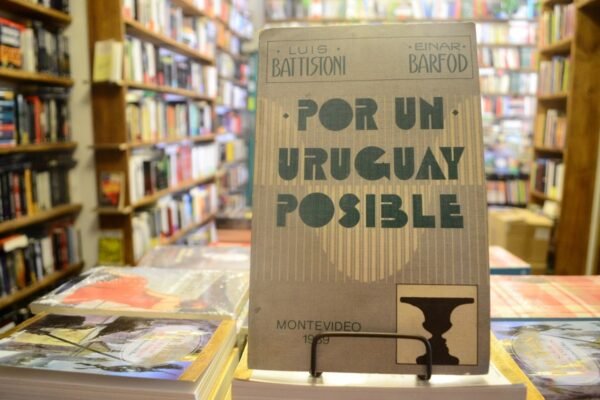 LUIS · EINAR ·
BATTISTONI BARFOD
· POR UN ·
URUGUAY
POSIBLE
MONTEVIDEO